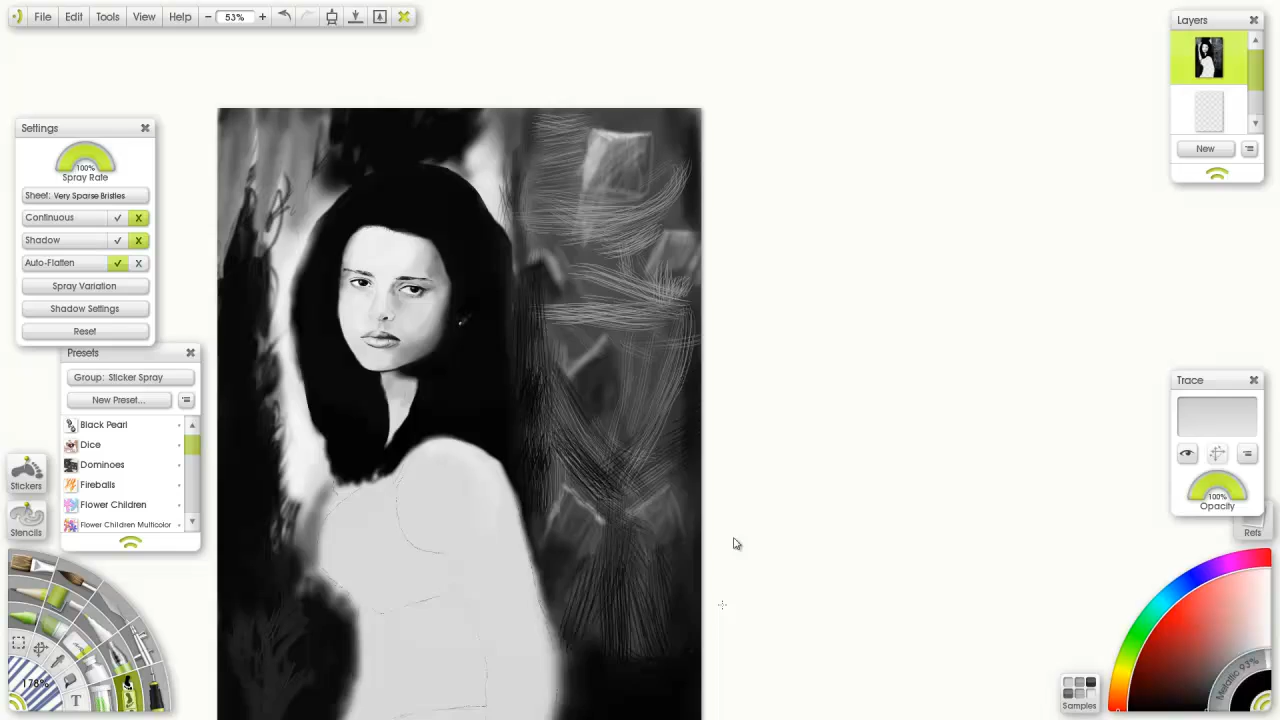 File Edit Tools View Help − 53% +
Layers
New
Settings
100%
Spray Rate
Sheet: Very Sparse Bristles
Continuous
Shadow
Auto-Flatten
Spray Variation
Shadow Settings
Reset
Presets
Group: Sticker Spray
New Preset...
Black Pearl
Dice
Dominoes
Fireballs
Flower Children
Flower Children Multicolor
Stickers
Stencils
178%
T
Trace
100%
Opacity
Refs
Metallic 93%
Samples